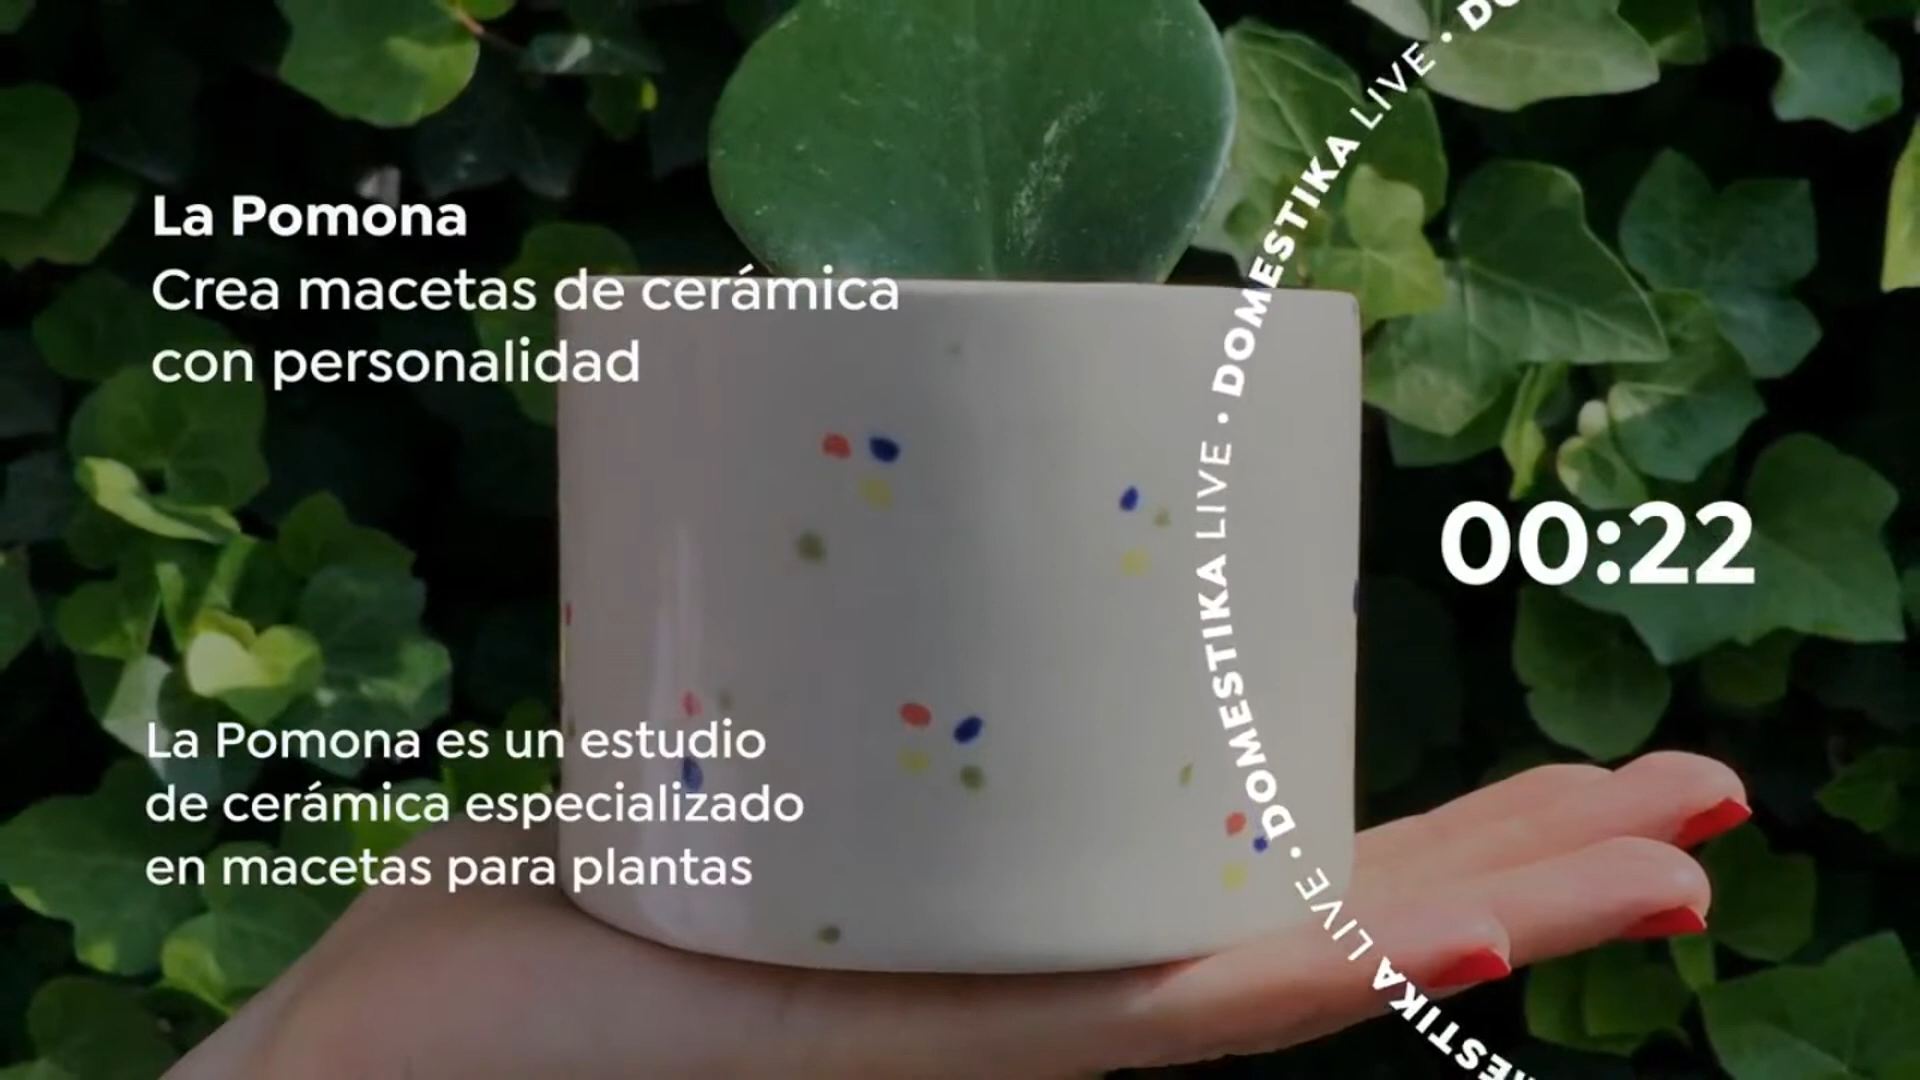 La Pomona
Crea macetas de cerámica
con personalidad
La Pomona es un estudio
de cerámica especializado
en macetas para plantas
DOMESTIKA LIVE · DOMESTIKA LIVE · DOMESTIKA LIVE ·
00:22